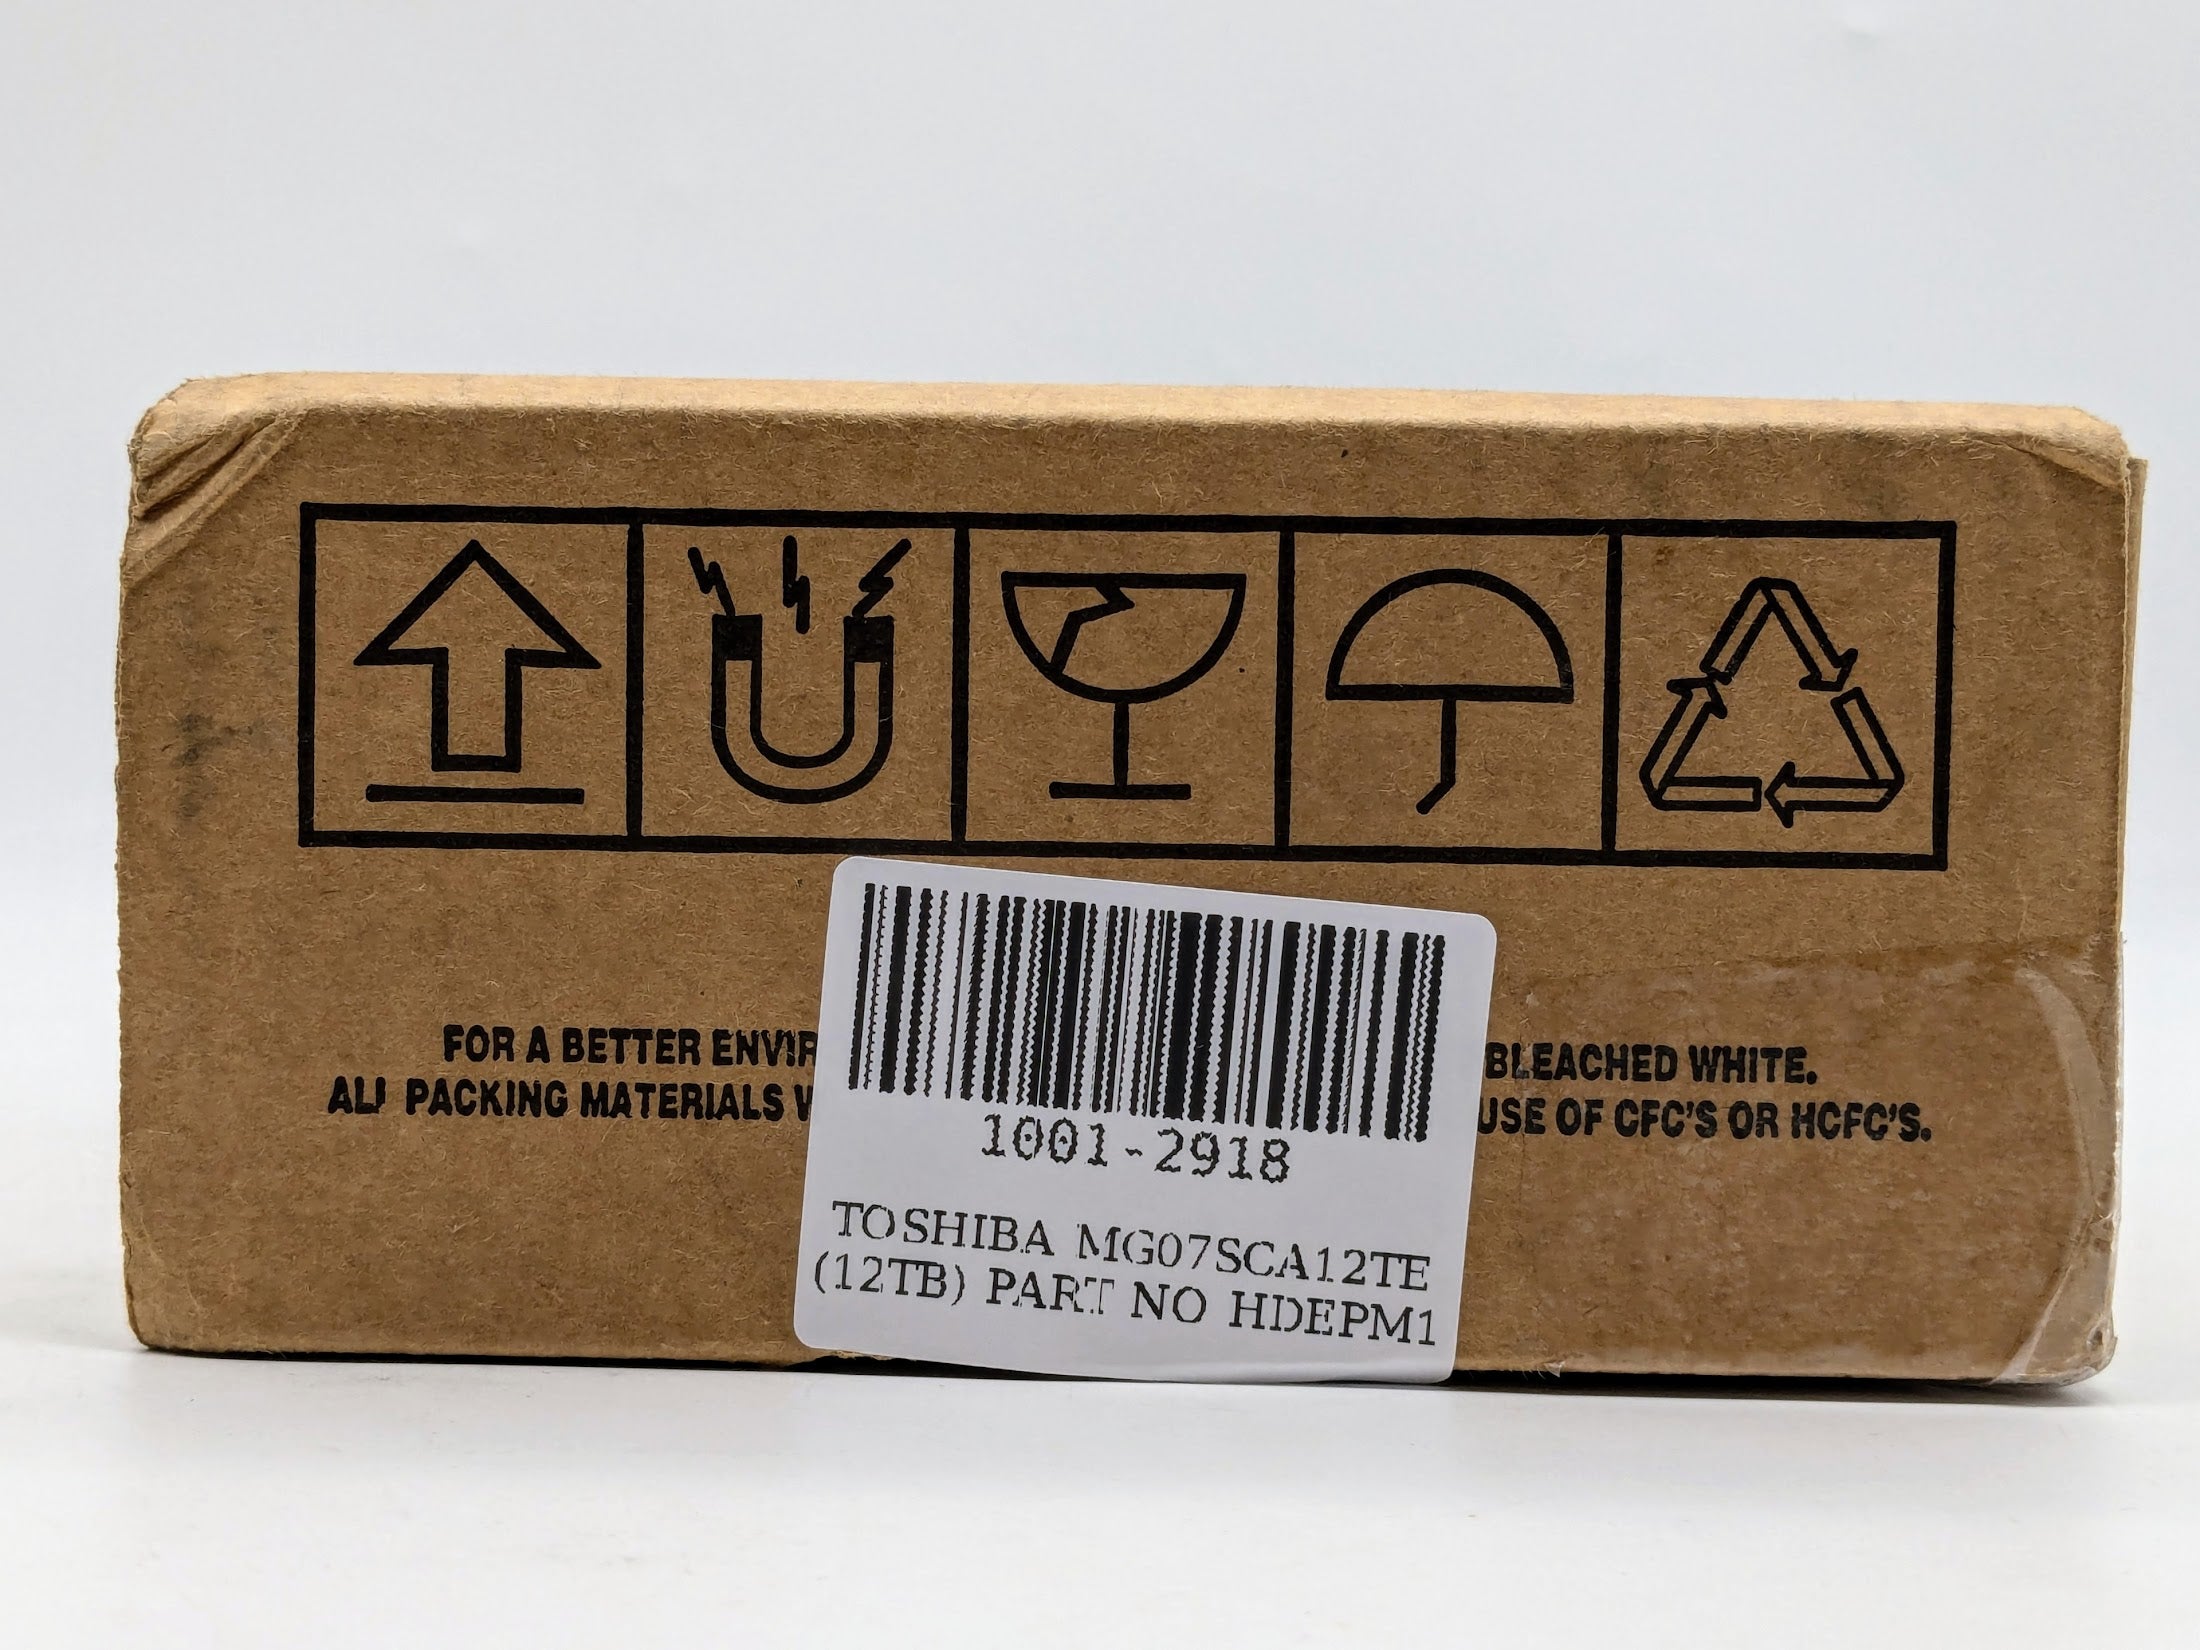 FOR A BETTER ENVIR
BLEACHED WHITE.
ALL PACKING MATERIALS
USE OF CFC'S OR HCFC'S.
1001-2918
TOSHIBA MG07SCA12TE
(12TB) PART NO HDEPM1